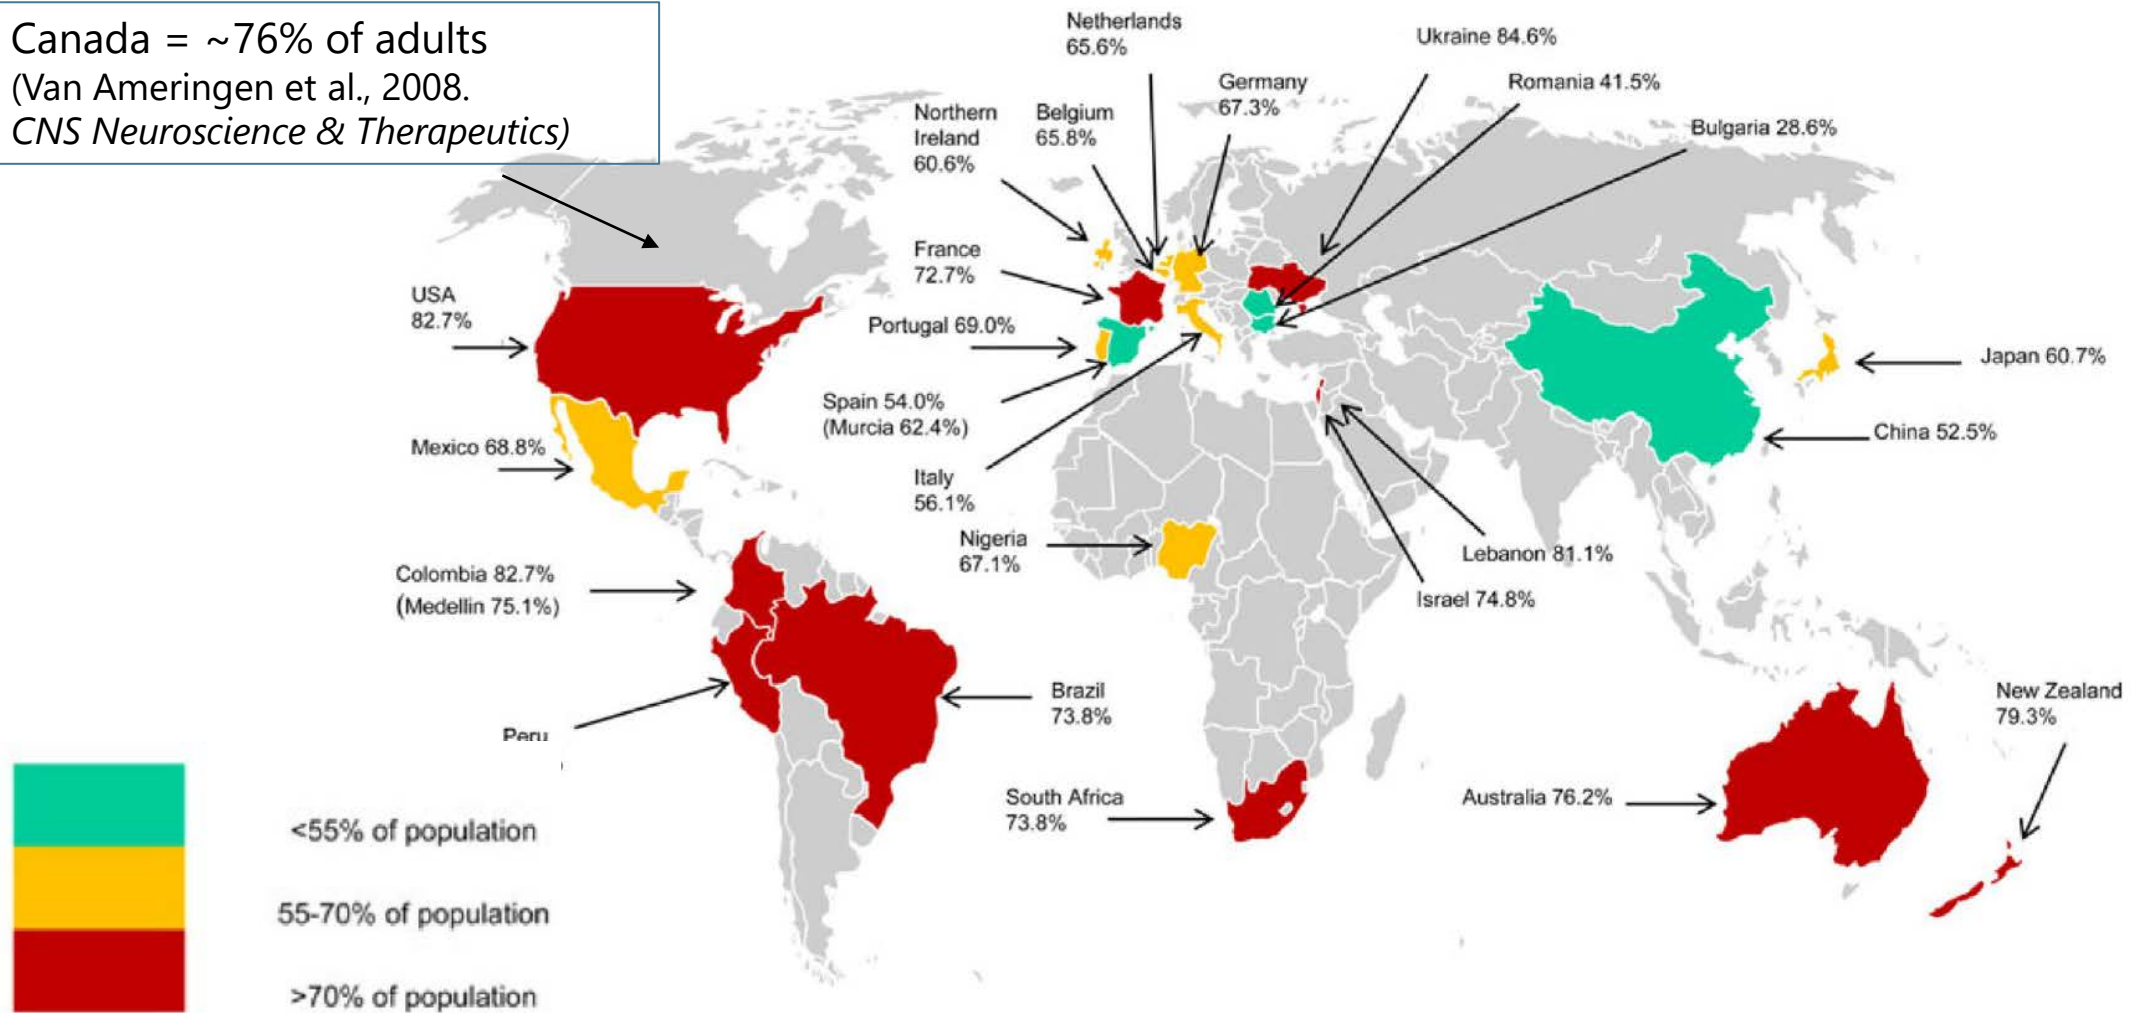 Canada = ~76% of adults
(Van Ameringen et al., 2008.
CNS Neuroscience & Therapeutics)
Netherlands
65.6%
Ukraine 84.6%
Germany
67.3%
Romania 41.5%
Northern
Ireland
60.6%
Belgium
65.8%
Bulgaria 28.6%
France
72.7%
USA
82.7%
Portugal 69.0%
Japan 60.7%
Spain 54.0%
(Murcia 62.4%)
China 52.5%
Mexico 68.8%
Italy
56.1%
Nigeria
67.1%
Lebanon 81.1%
Israel 74.8%
Colombia 82.7%
(Medellin 75.1%)
Brazil
73.8%
New Zealand
79.3%
Peru
South Africa
73.8%
Australia 76.2%
<55% of population
55-70% of population
>70% of population